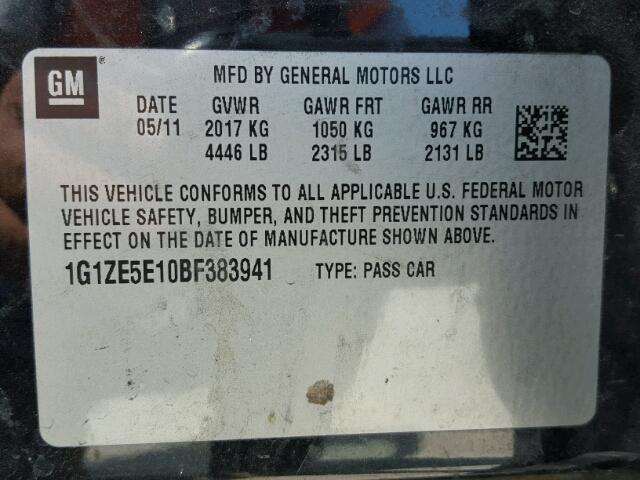 GM
MFD BY GENERAL MOTORS LLC
DATE GVWR GAWR FRT GAWR RR
05/11 2017 KG 1050 KG 967 KG
4446 LB 2315 LB 2131 LB
THIS VEHICLE CONFORMS TO ALL APPLICABLE U.S. FEDERAL MOTOR
VEHICLE SAFETY, BUMPER, AND THEFT PREVENTION STANDARDS IN
EFFECT ON THE DATE OF MANUFACTURE SHOWN ABOVE.
1G1ZE5E10BF383941 TYPE: PASS CAR